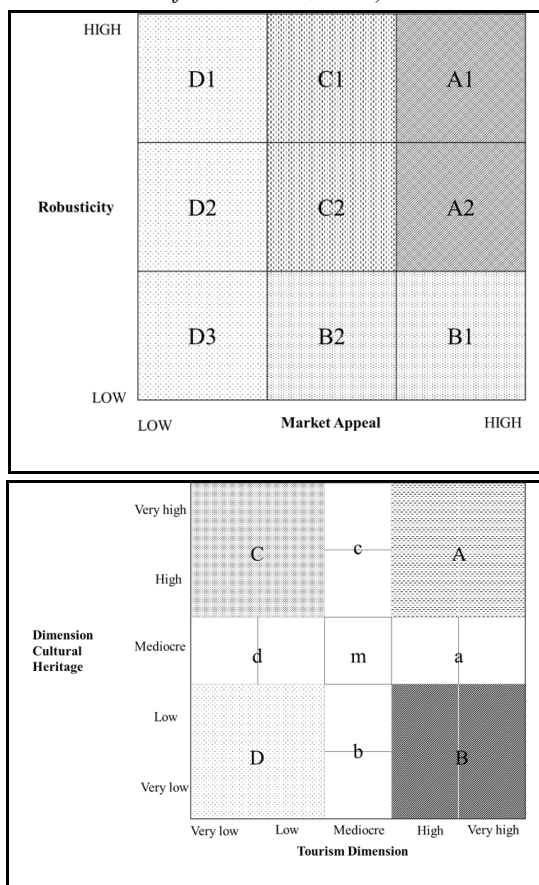 HIGH
D1 C1 A1
Robusticity D2 C2 A2
D3 B2 B1
LOW
LOW Market Appeal HIGH
Very high
C c A
High
Dimension
Cultural
Heritage
Mediocre
d m a
Low
D b B
Very low
Very low Low Mediocre High Very high
Tourism Dimension